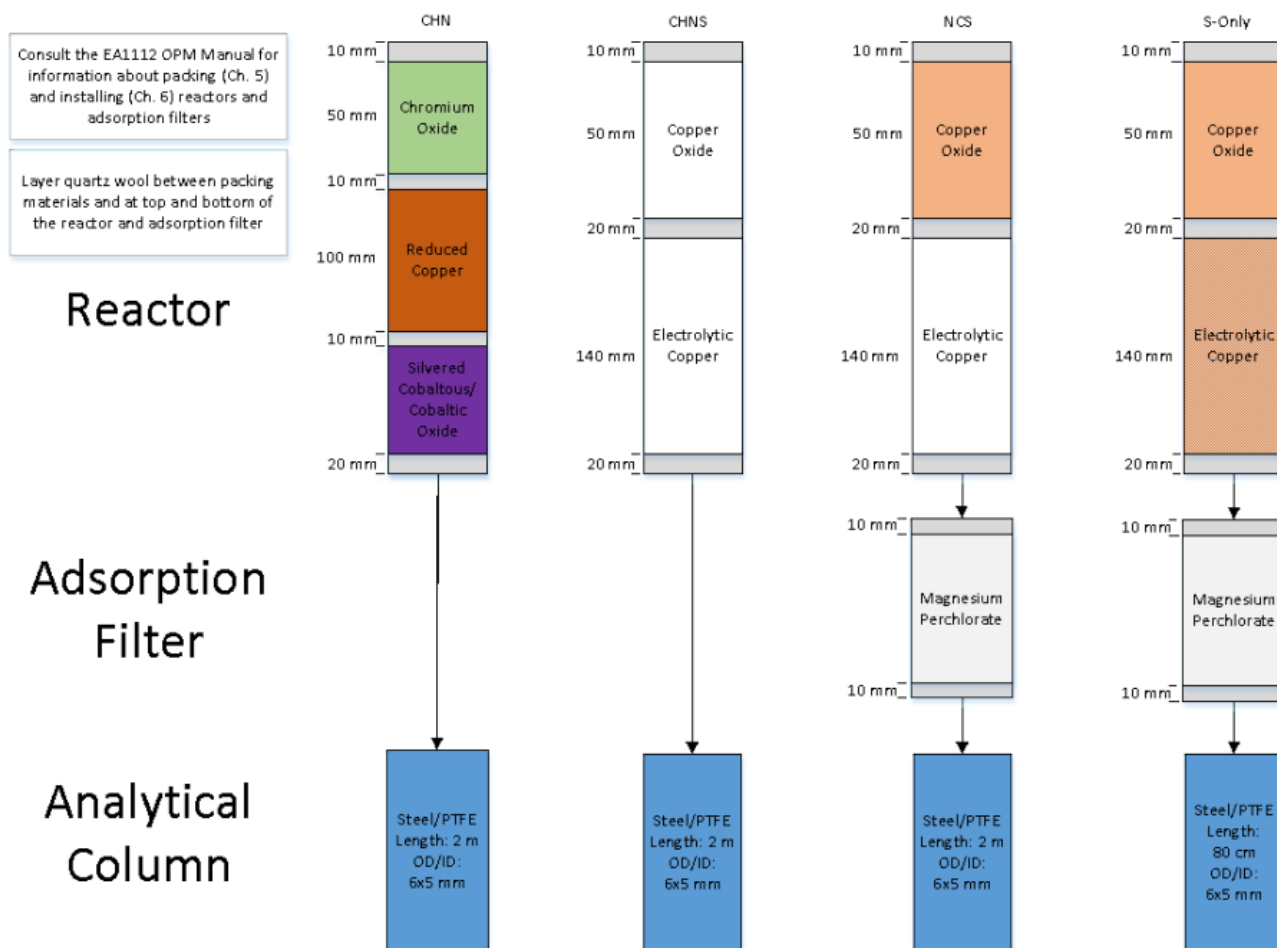 CHN
CHNS
NCS
S-Only
Consult the EA1112 OPM Manual for
information about packing (Ch. 5)
and installing (Ch. 6) reactors and
adsorption filters
Layer quartz wool between packing
materials and at top and bottom of
the reactor and adsorption filter
Reactor
10 mm
50 mm
Chromium
Oxide
10 mm
100 mm
Reduced
Copper
10 mm
Silvered
Cobaltous/
Cobaltic
Oxide
20 mm
10 mm
50 mm
Copper
Oxide
20 mm
140 mm
Electrolytic
Copper
20 mm
10 mm
50 mm
Copper
Oxide
20 mm
140 mm
Electrolytic
Copper
20 mm
10 mm
50 mm
Copper
Oxide
20 mm
140 mm
Electrolytic
Copper
20 mm
Adsorption
Filter
10 mm
Magnesium
Perchlorate
10 mm
10 mm
Magnesium
Perchlorate
10 mm
Analytical
Column
Steel/PTFE
Length: 2 m
OD/ID:
6x5 mm
Steel/PTFE
Length: 2 m
OD/ID:
6x5 mm
Steel/PTFE
Length: 2 m
OD/ID:
6x5 mm
Steel/PTFE
Length:
80 cm
OD/ID:
6x5 mm